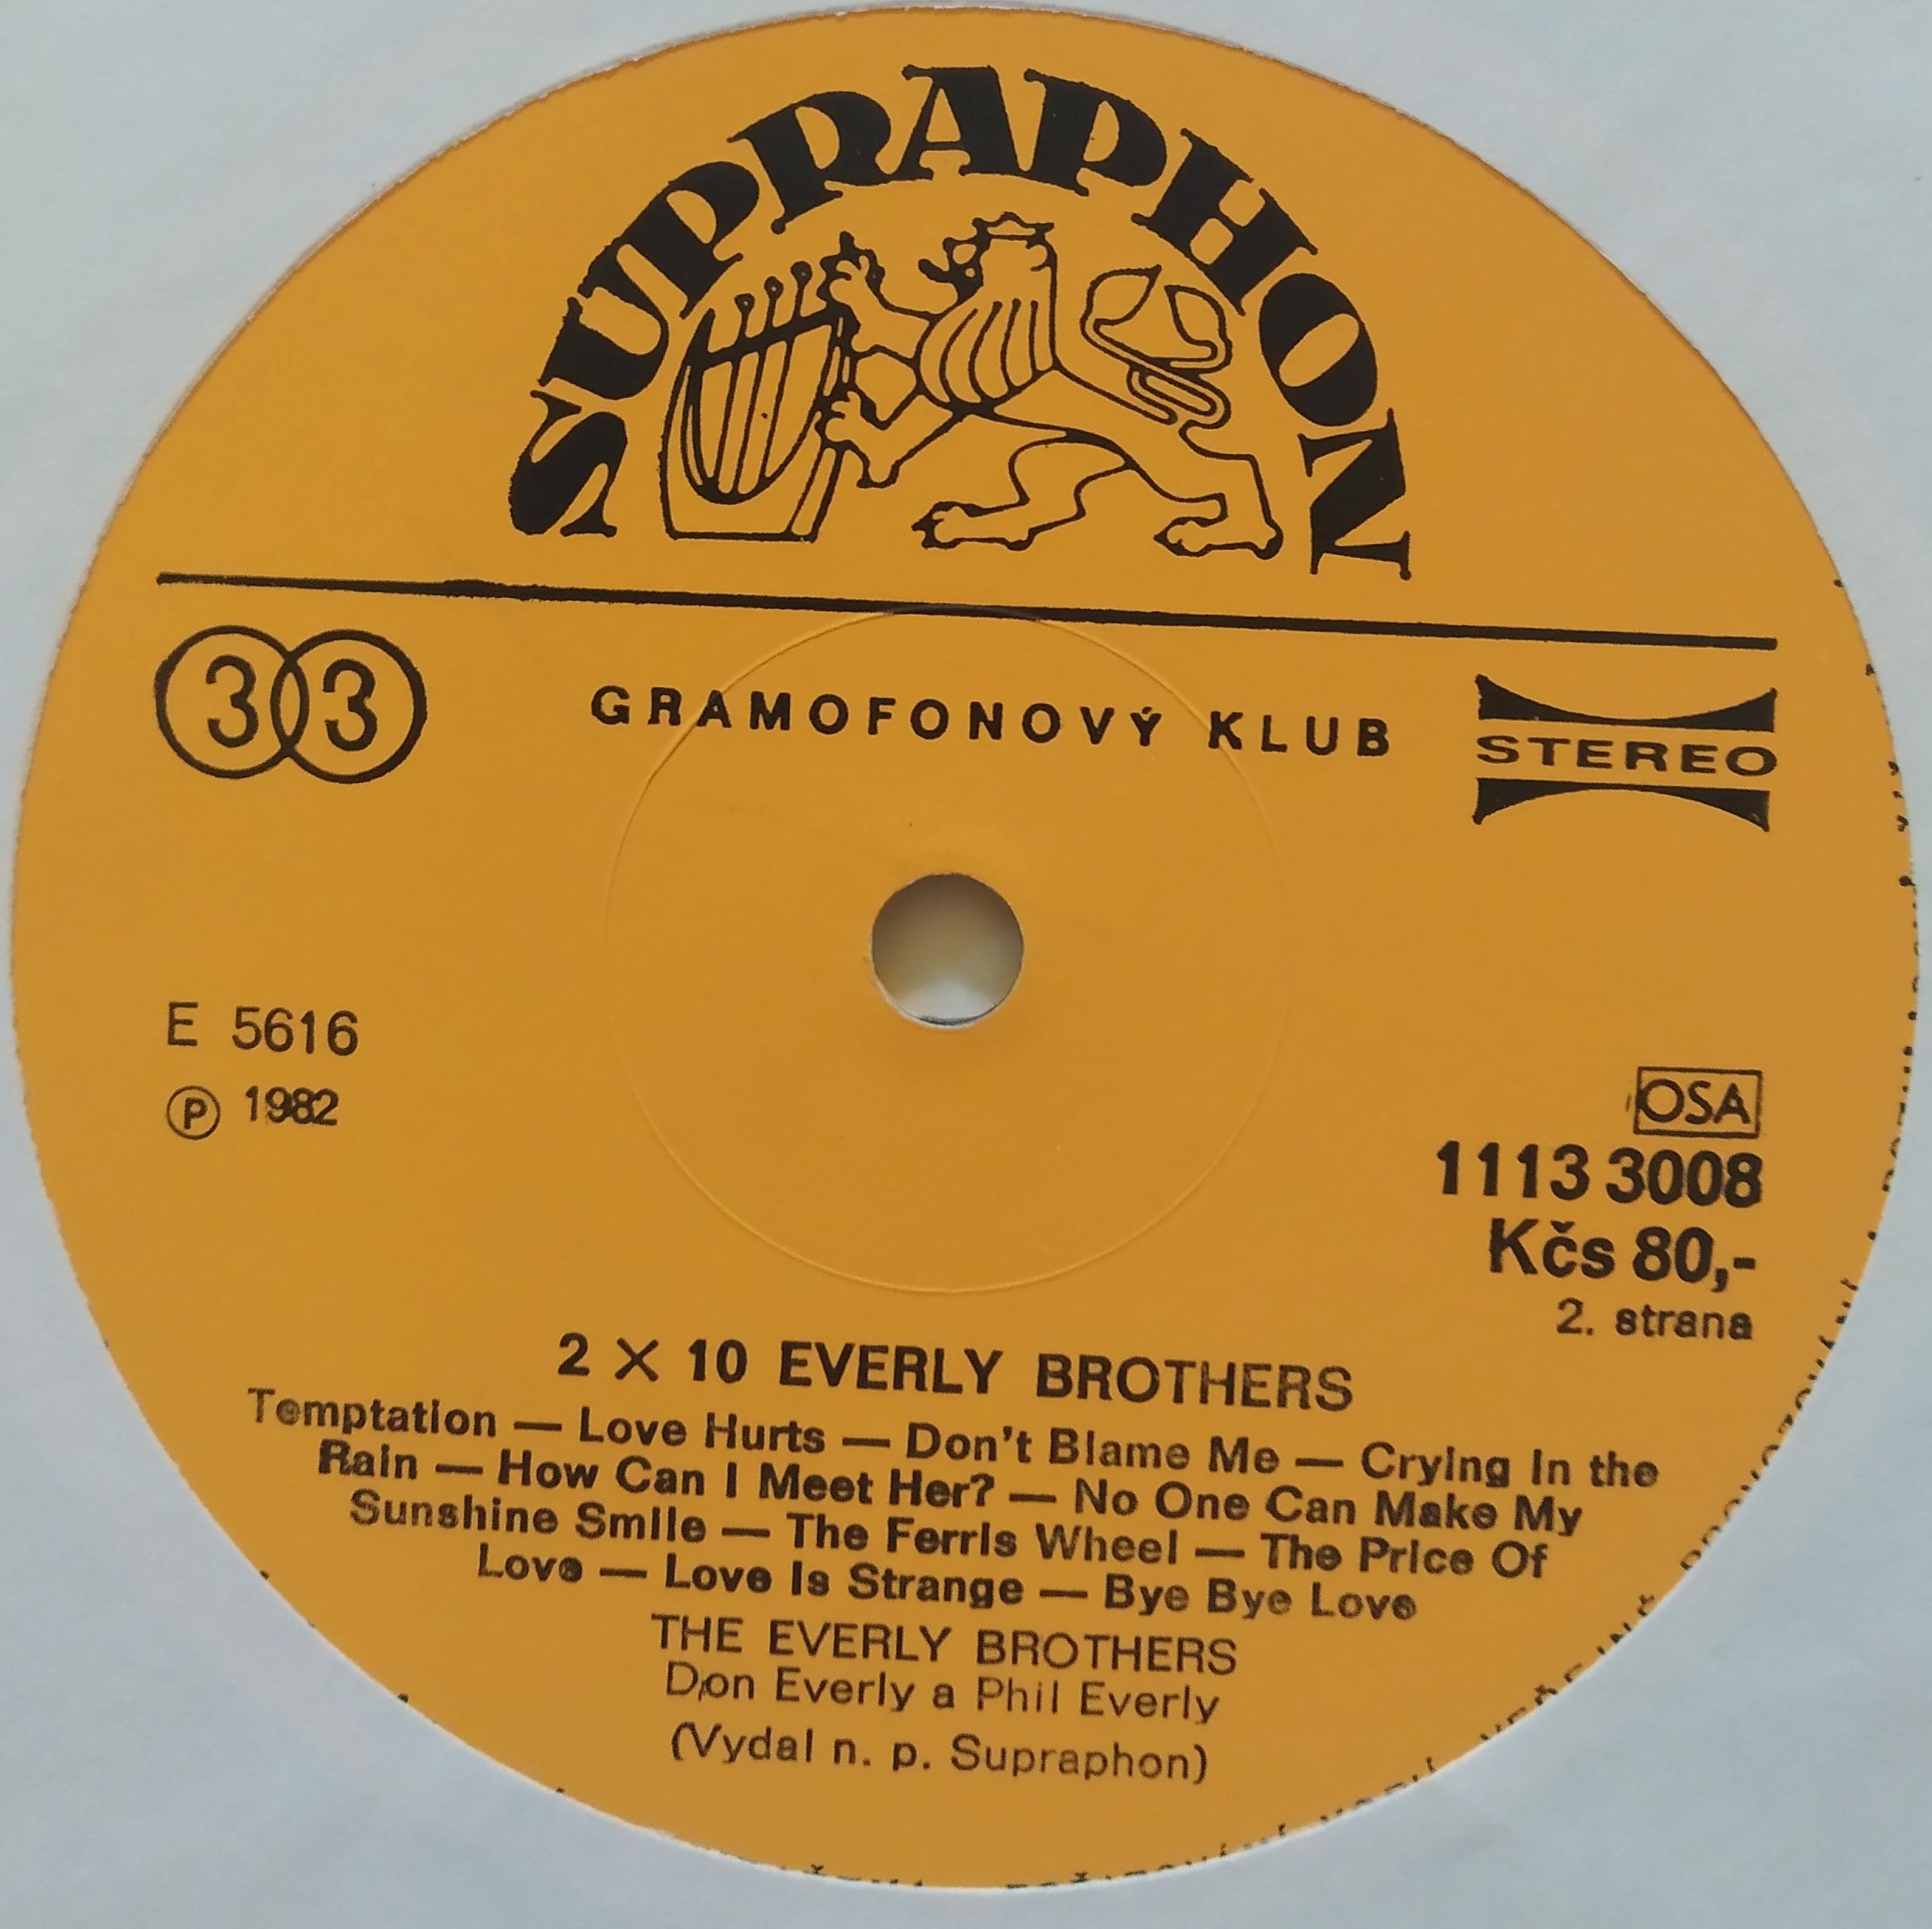 SUPRAPHON
33
GRAMOFONOVÝ KLUB
STEREO
E 5616
℗ 1982
OSA
1113 3008
Kčs 80,-
2. strana
2 × 10 EVERLY BROTHERS
Temptation — Love Hurts — Don't Blame Me — Crying In the
Rain — How Can I Meet Her? — No One Can Make My
Sunshine Smile — The Ferris Wheel — The Price Of
Love — Love Is Strange — Bye Bye Love
THE EVERLY BROTHERS
Don Everly a Phil Everly
(Vydal n. p. Supraphon)